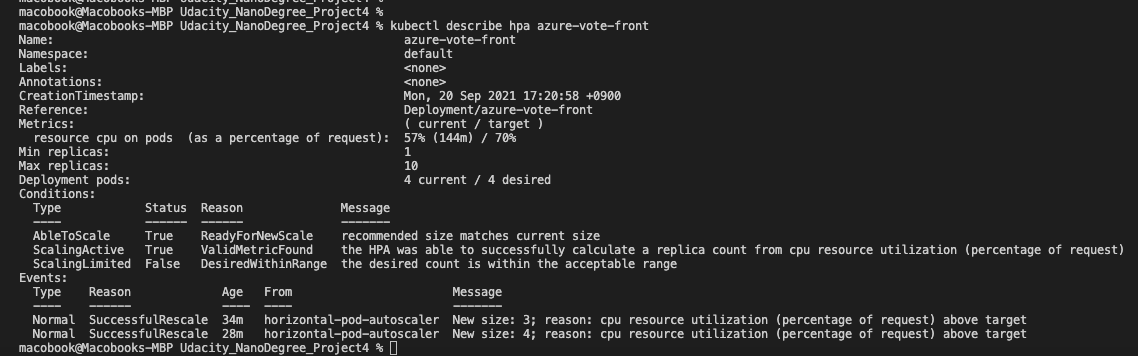 macobook@Macobooks-MBP Udacity_NanoDegree_Project4 %
macobook@Macobooks-MBP Udacity_NanoDegree_Project4 %
macobook@Macobooks-MBP Udacity_NanoDegree_Project4 % kubectl describe hpa azure-vote-front
Name: azure-vote-front
Namespace: default
Labels: <none>
Annotations: <none>
CreationTimestamp: Mon, 20 Sep 2021 17:20:58 +0900
Reference: Deployment/azure-vote-front
Metrics: ( current / target )
resource cpu on pods (as a percentage of request): 57% (144m) / 70%
Min replicas: 1
Max replicas: 10
Deployment pods: 4 current / 4 desired
Conditions:
Type Status Reason Message
---- ------ ------ -------
AbleToScale True ReadyForNewScale recommended size matches current size
ScalingActive True ValidMetricFound the HPA was able to successfully calculate a replica count from cpu resource utilization (percentage of request)
ScalingLimited False DesiredWithinRange the desired count is within the acceptable range
Events:
Type Reason Age From Message
---- ------ ---- ---- -------
Normal SuccessfulRescale 34m horizontal-pod-autoscaler New size: 3; reason: cpu resource utilization (percentage of request) above target
Normal SuccessfulRescale 28m horizontal-pod-autoscaler New size: 4; reason: cpu resource utilization (percentage of request) above target
macobook@Macobooks-MBP Udacity_NanoDegree_Project4 %